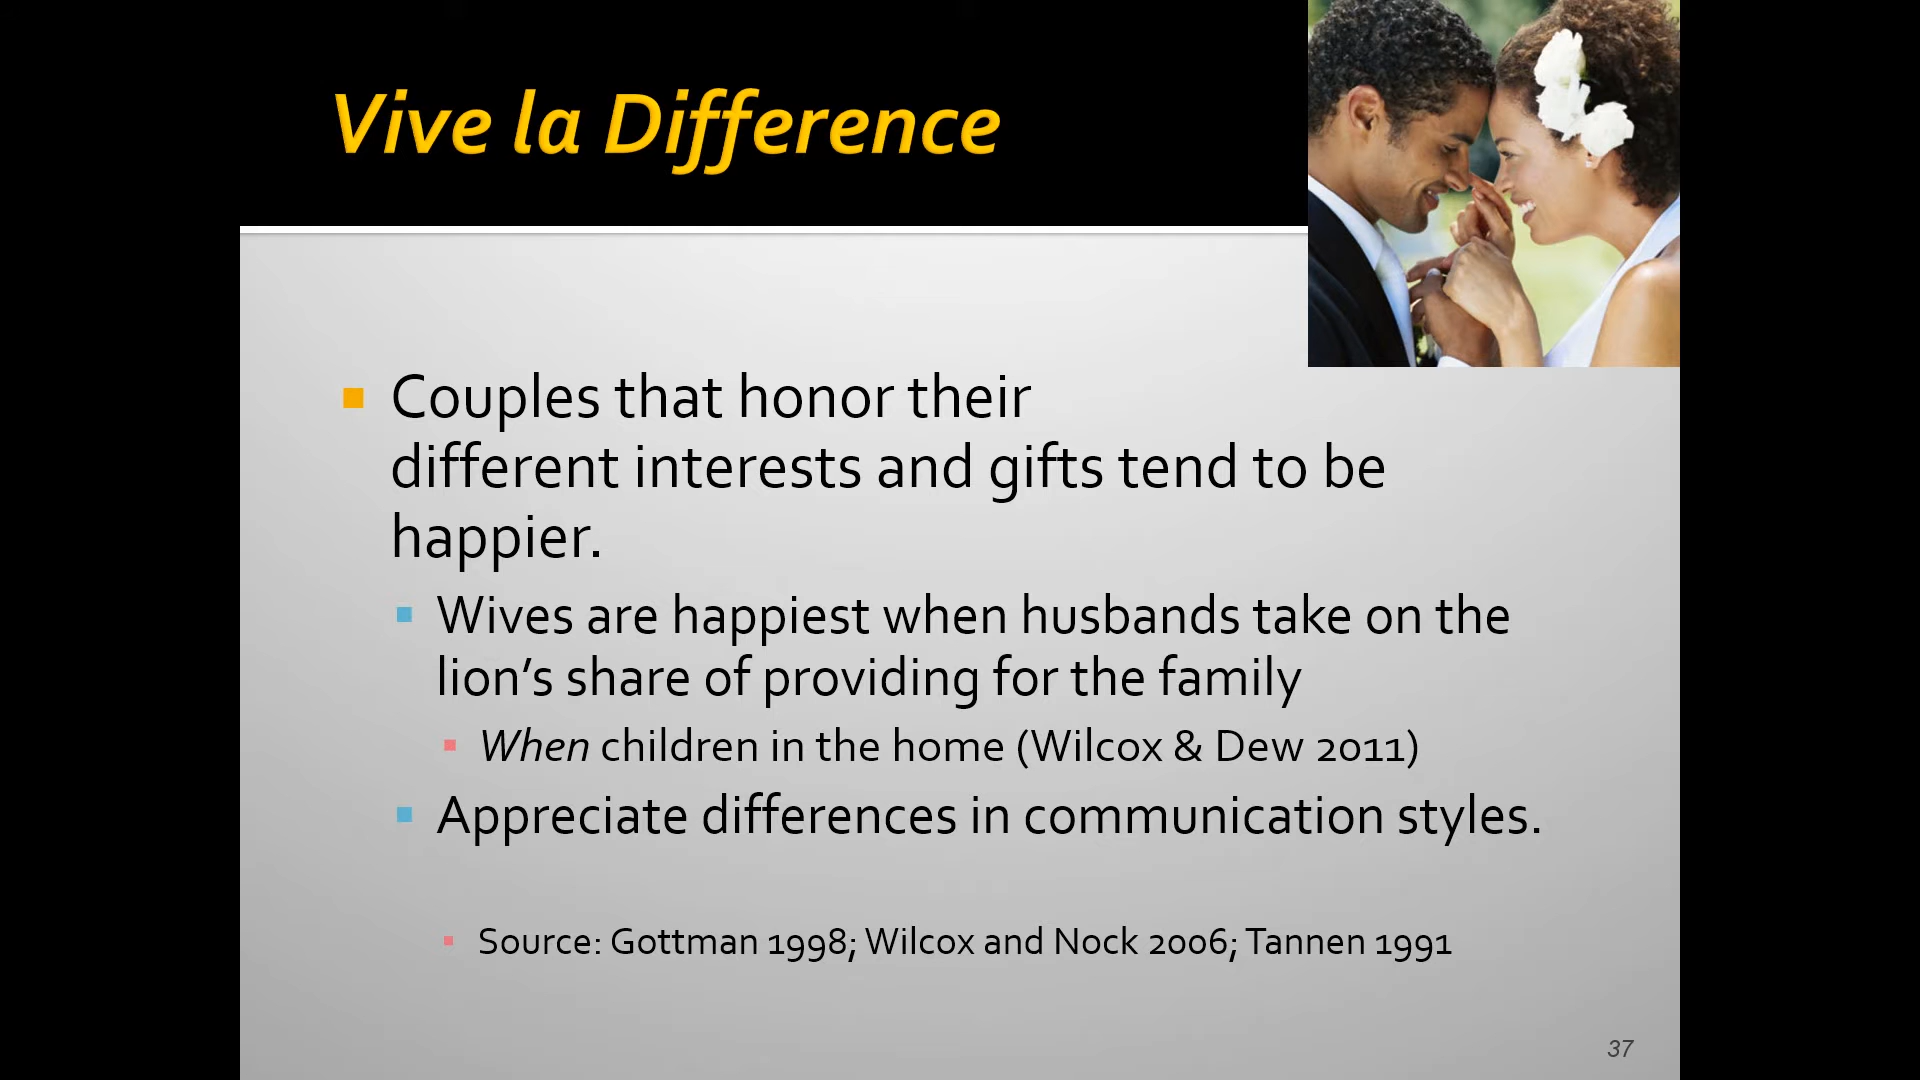 Vive la Difference
Couples that honor their
different interests and gifts tend to be
happier.
Wives are happiest when husbands take on the
lion’s share of providing for the family
When children in the home (Wilcox & Dew 2011)
Appreciate differences in communication styles.
Source: Gottman 1998; Wilcox and Nock 2006; Tannen 1991
37